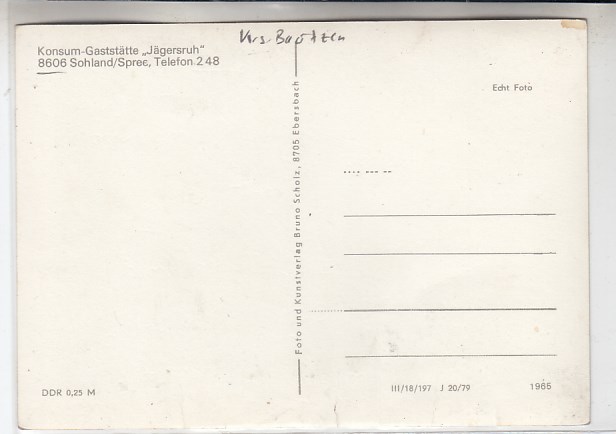 Krs. Bautzen
Konsum-Gaststätte „Jägersruh“
8606 Sohland/Spree, Telefon 248
Echt Foto
Foto und Kunstverlag Bruno Scholz, 8705 Ebersbach
DDR 0,25 M
III/18/197 J 20/79
1965